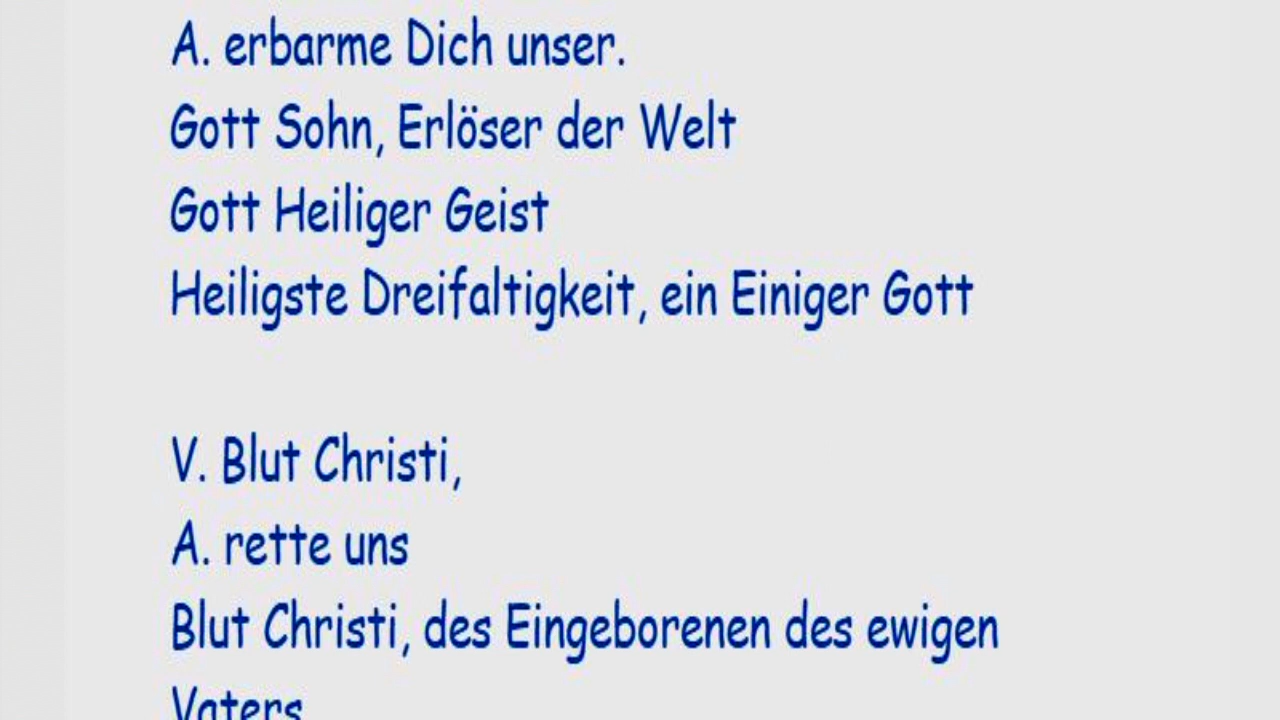 A. erbarme Dich unser.
Gott Sohn, Erlöser der Welt
Gott Heiliger Geist
Heiligste Dreifaltigkeit, ein Einiger Gott
V. Blut Christi,
A. rette uns
Blut Christi, des Eingeborenen des ewigen
Vaters